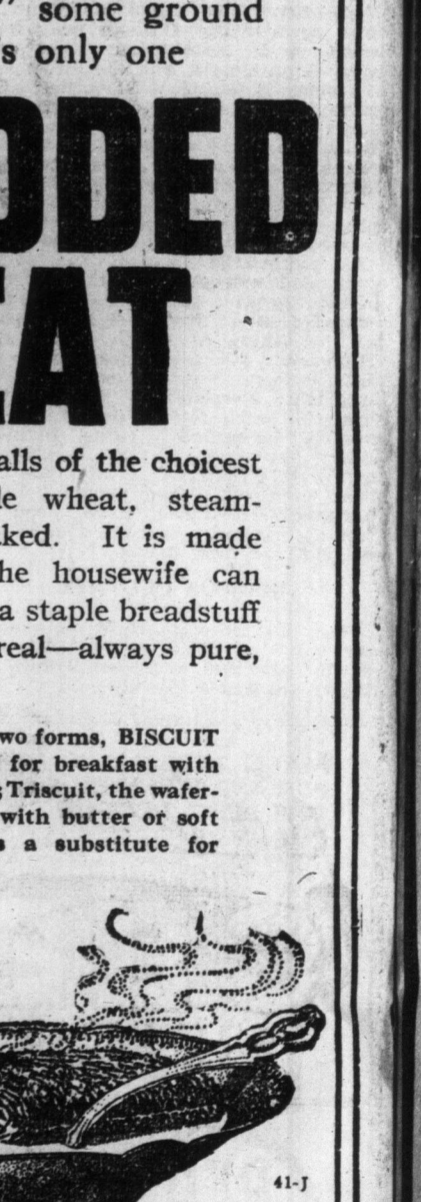 some ground
s only one
DED
EAT
alls of the choicest
le wheat, steam-
ked. It is made
he housewife can
a staple breadstuff
real—always pure,
wo forms, BISCUIT
for breakfast with
; Triscuit, the wafer-
with butter or soft
s a substitute for
41-J